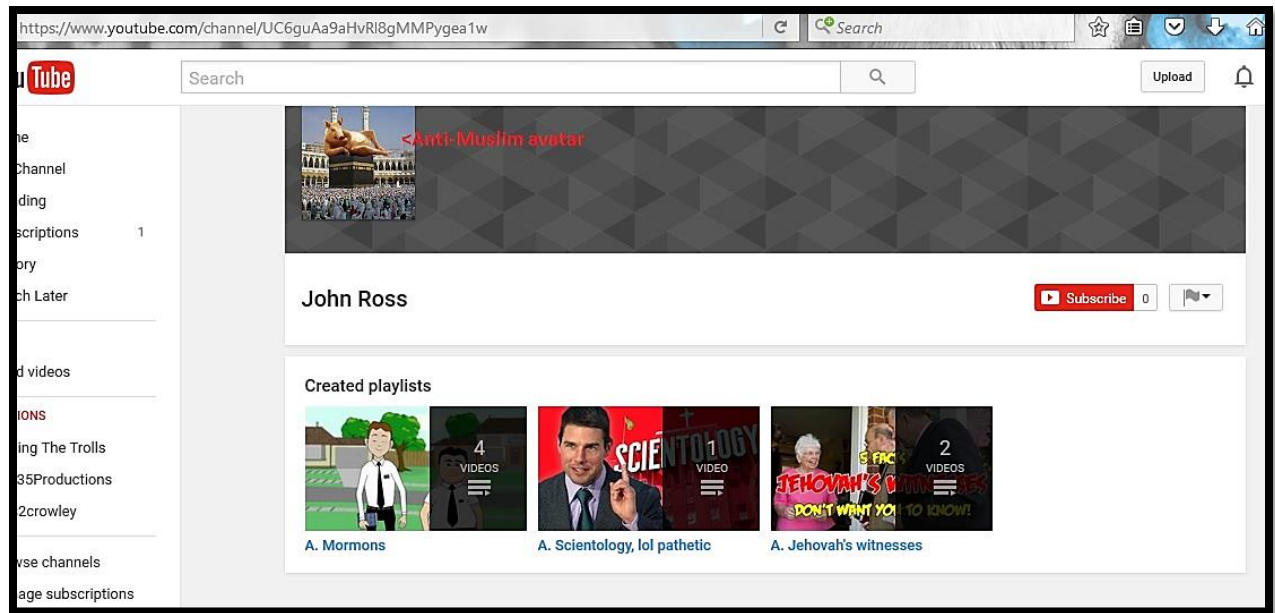 https://www.youtube.com/channel/UC6guAa9aHvRl8gMMPygea1w
Search
Tube
Search
Upload
<Anti-Muslim avatar
ne
Channel
ding
scriptions 1
ory
ch Later
d videos
IONS
ing The Trolls
35Productions
2crowley
wse channels
age subscriptions
John Ross
Subscribe 0
Created playlists
4
VIDEOS
A. Mormons
SCIENTOLOGY
1
VIDEO
A. Scientology, lol pathetic
5 FAC
JEHOVAH'S WITNESSES
DON'T WANT YOU TO KNOW!
2
VIDEOS
A. Jehovah's witnesses